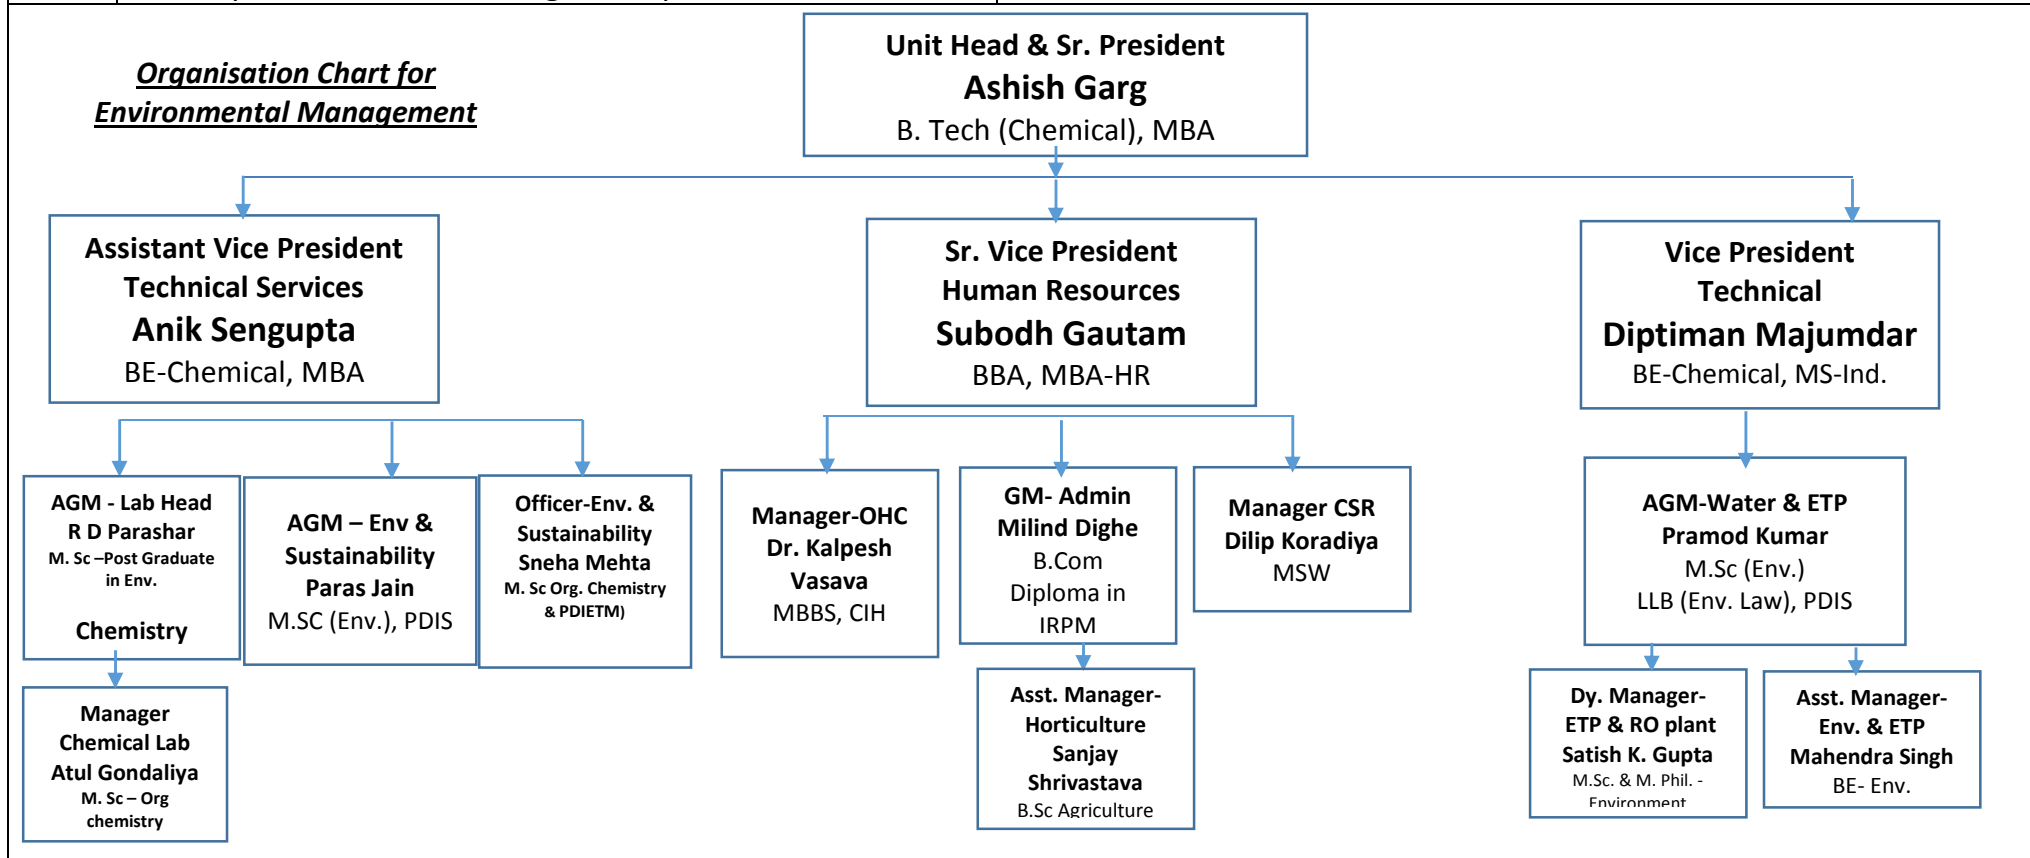 Organisation Chart for
Environmental Management
Unit Head & Sr. President
Ashish Garg
B. Tech (Chemical), MBA
Assistant Vice President
Technical Services
Anik Sengupta
BE-Chemical, MBA
Sr. Vice President
Human Resources
Subodh Gautam
BBA, MBA-HR
Vice President
Technical
Diptiman Majumdar
BE-Chemical, MS-Ind.
AGM - Lab Head
R D Parashar
M. Sc –Post Graduate
in Env.
Chemistry
AGM – Env &
Sustainability
Paras Jain
M.SC (Env.), PDIS
Officer-Env. &
Sustainability
Sneha Mehta
M. Sc Org. Chemistry
& PDIETM)
Manager-OHC
Dr. Kalpesh
Vasava
MBBS, CIH
GM- Admin
Milind Dighe
B.Com
Diploma in
IRPM
Manager CSR
Dilip Koradiya
MSW
AGM-Water & ETP
Pramod Kumar
M.Sc (Env.)
LLB (Env. Law), PDIS
Manager
Chemical Lab
Atul Gondaliya
M. Sc – Org
chemistry
Asst. Manager-
Horticulture
Sanjay
Shrivastava
B.Sc Agriculture
Dy. Manager-
ETP & RO plant
Satish K. Gupta
M.Sc. & M. Phil. -
Environment
Asst. Manager-
Env. & ETP
Mahendra Singh
BE- Env.